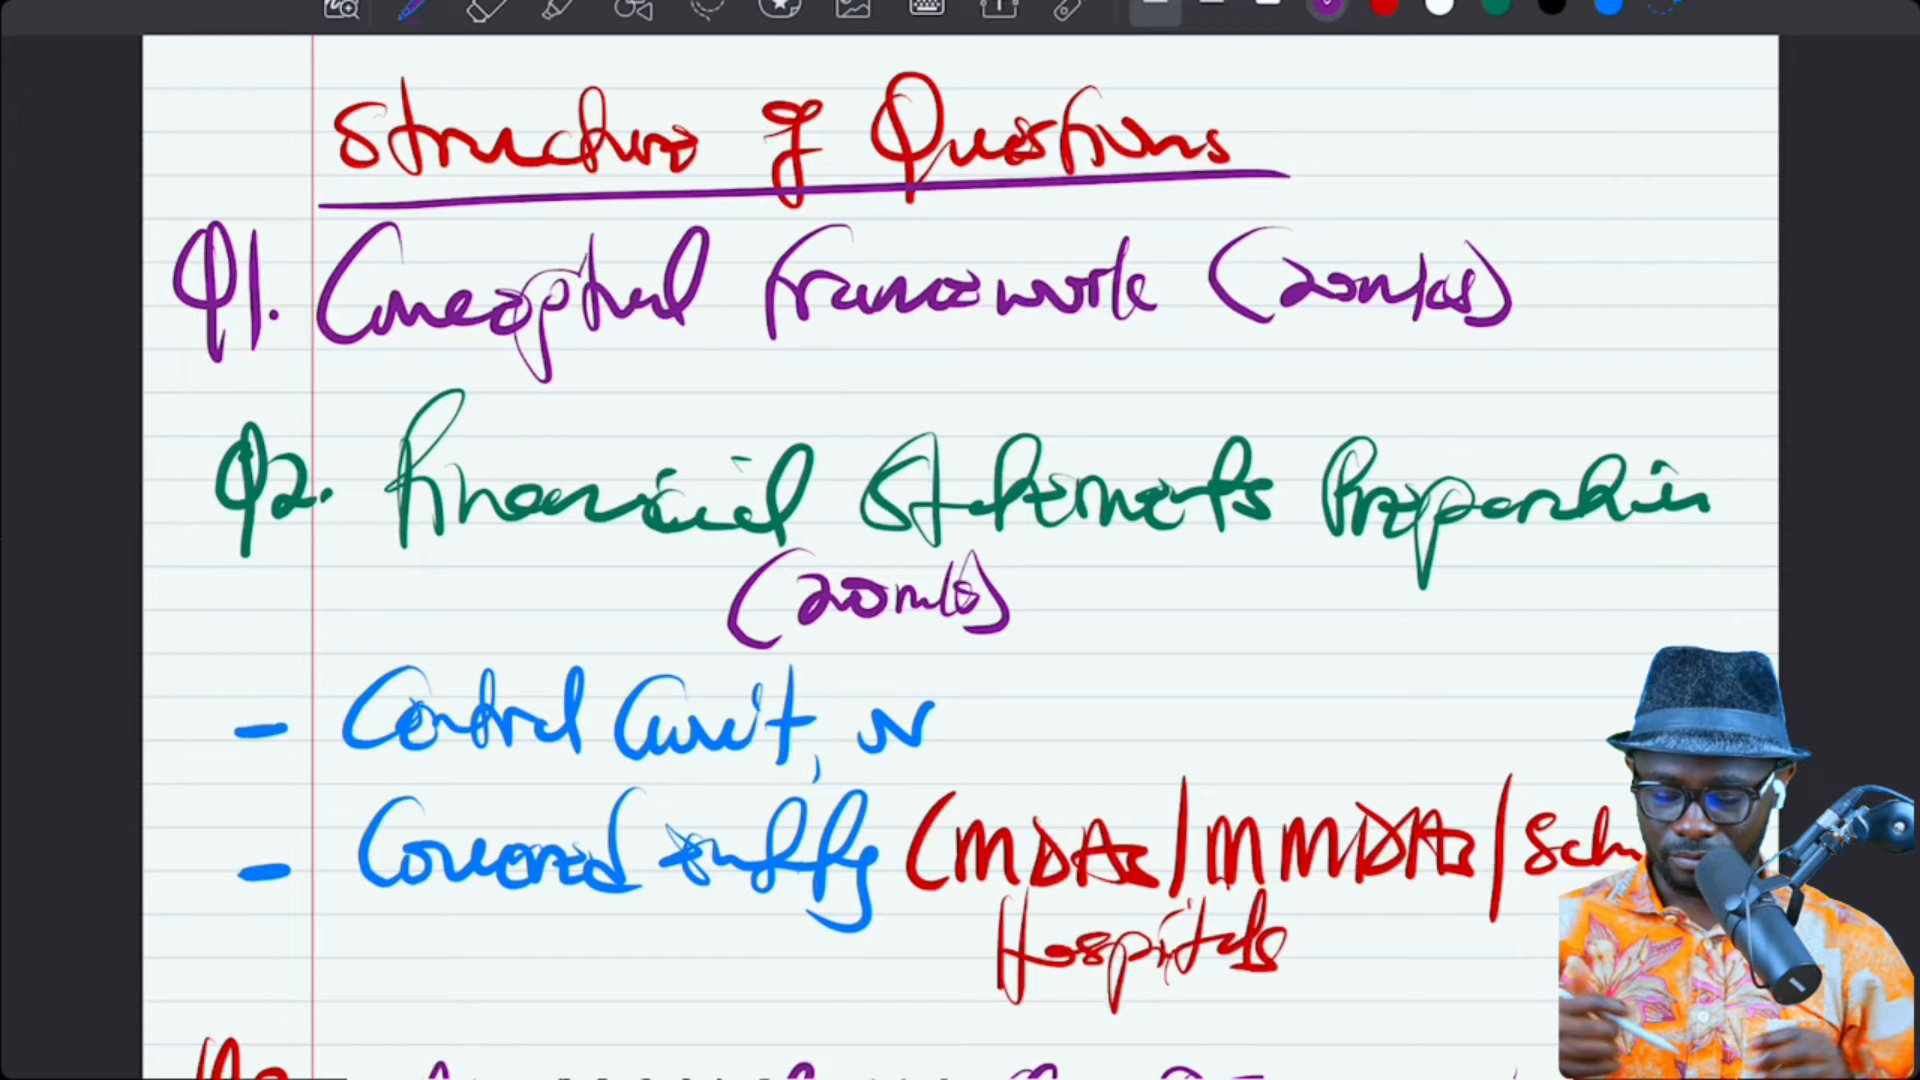 Structure of Questions
Q1. Conceptual framework (20mks)
Q2. Financial Statements Preparation
(20mks)
- Central Govt, or
- Covered entity (MDAs/MMDAs/Sch
Hospitals